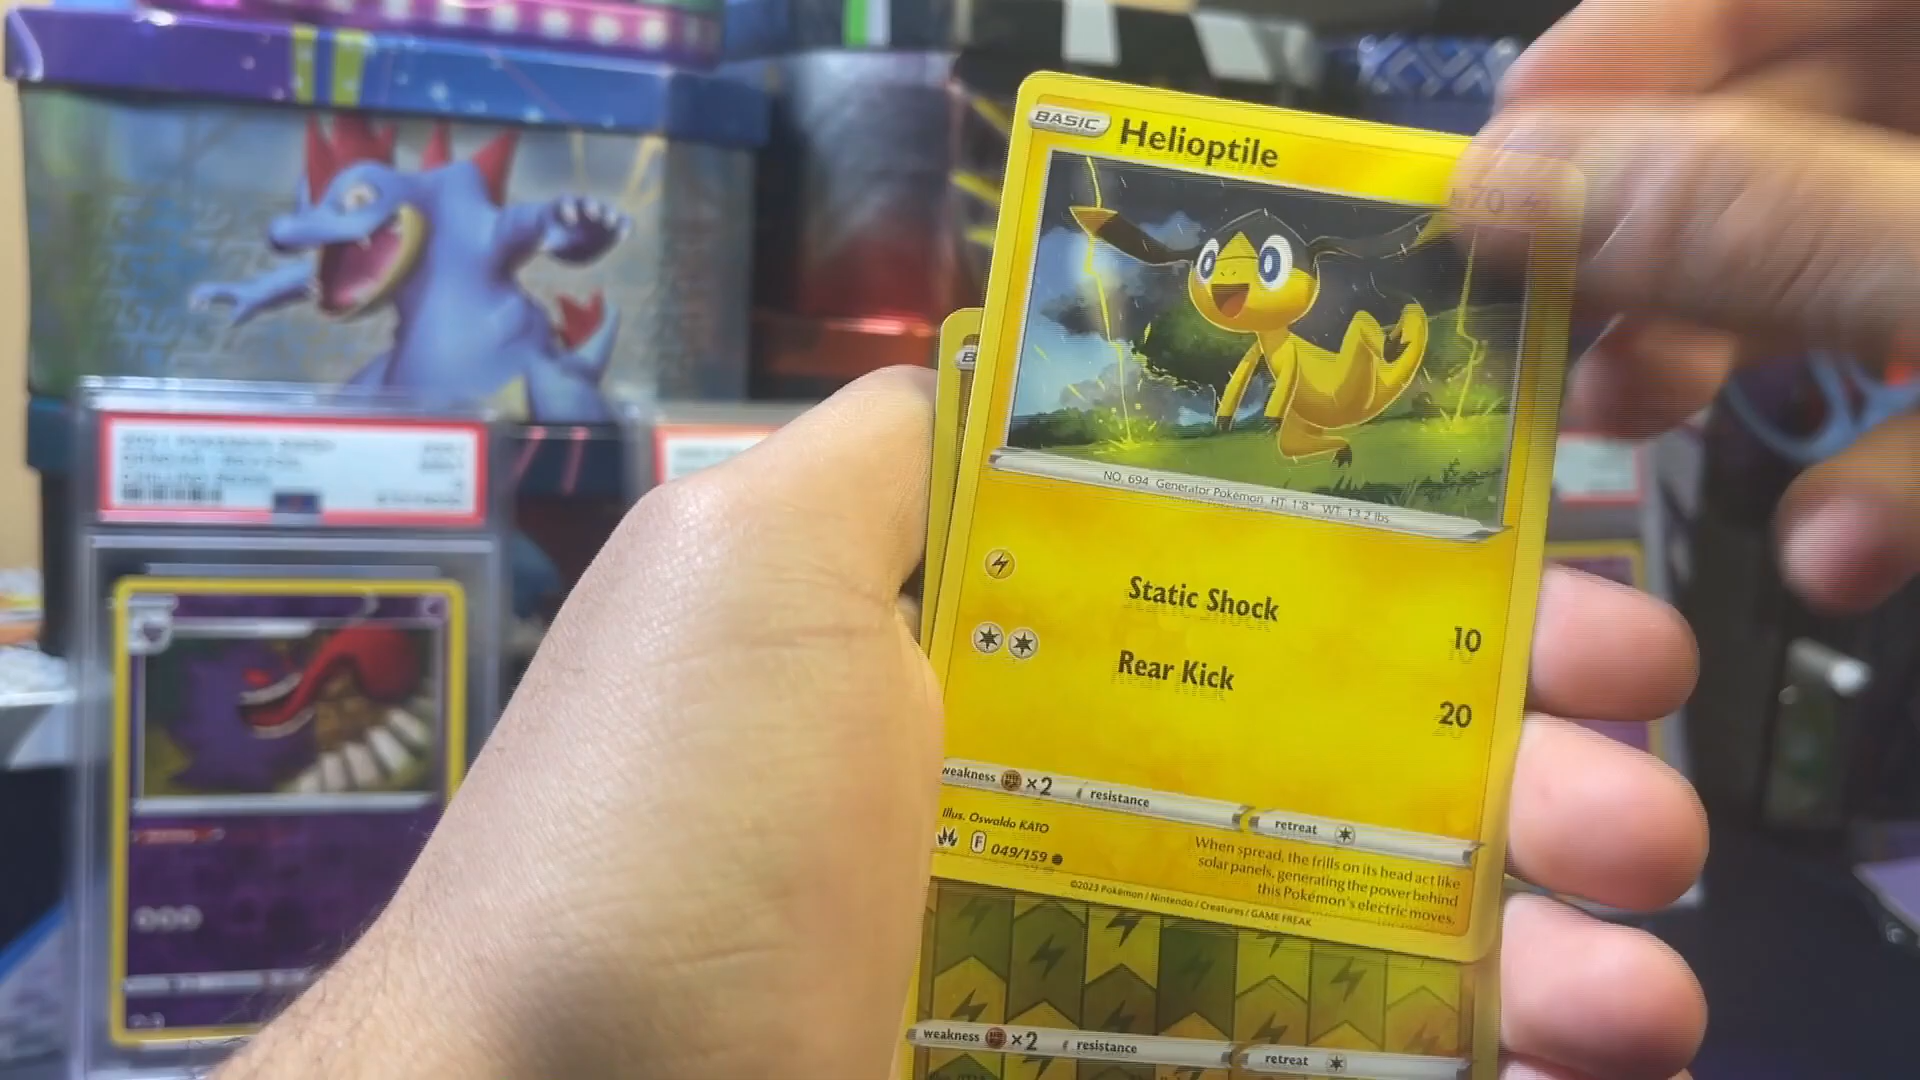 BASIC Helioptile 70
NO. 694 Generator Pokémon HT: 1'8" WT: 13.2 lbs
Static Shock 10
Rear Kick 20
weakness ×2 resistance retreat
Illus. Oswaldo KATO
F 049/159
When spread, the frills on its head act like
solar panels, generating the power behind
this Pokémon's electric moves.
©2023 Pokémon / Nintendo / Creatures / GAME FREAK
weakness ×2 resistance retreat